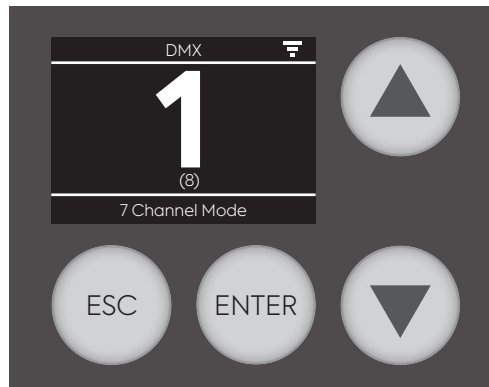 DMX
1
(8)
7 Channel Mode
ESC
ENTER